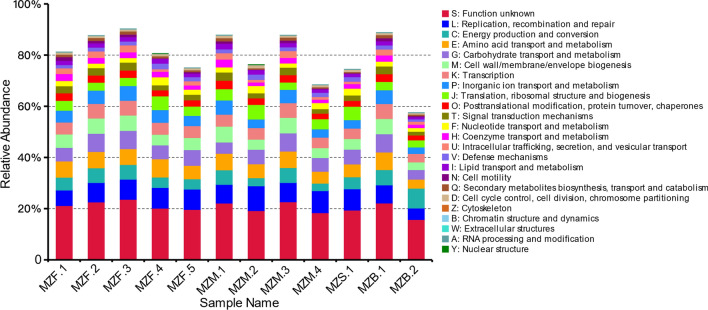 100%
80%
60%
40%
20%
0
Relative Abundance
MZF.1
MZF.2
MZF.3
MZF.4
MZF.5
MZM.1
MZM.2
MZM.3
MZM.4
MZS.1
MZB.1
MZB.2
Sample Name
S: Function unknown
L: Replication, recombination and repair
C: Energy production and conversion
E: Amino acid transport and metabolism
G: Carbohydrate transport and metabolism
M: Cell wall/membrane/envelope biogenesis
K: Transcription
P: Inorganic ion transport and metabolism
J: Translation, ribosomal structure and biogenesis
O: Posttranslational modification, protein turnover, chaperones
T: Signal transduction mechanisms
F: Nucleotide transport and metabolism
H: Coenzyme transport and metabolism
U: Intracellular trafficking, secretion, and vesicular transport
V: Defense mechanisms
I: Lipid transport and metabolism
N: Cell motility
Q: Secondary metabolites biosynthesis, transport and catabolism
D: Cell cycle control, cell division, chromosome partitioning
Z: Cytoskeleton
B: Chromatin structure and dynamics
W: Extracellular structures
A: RNA processing and modification
Y: Nuclear structure